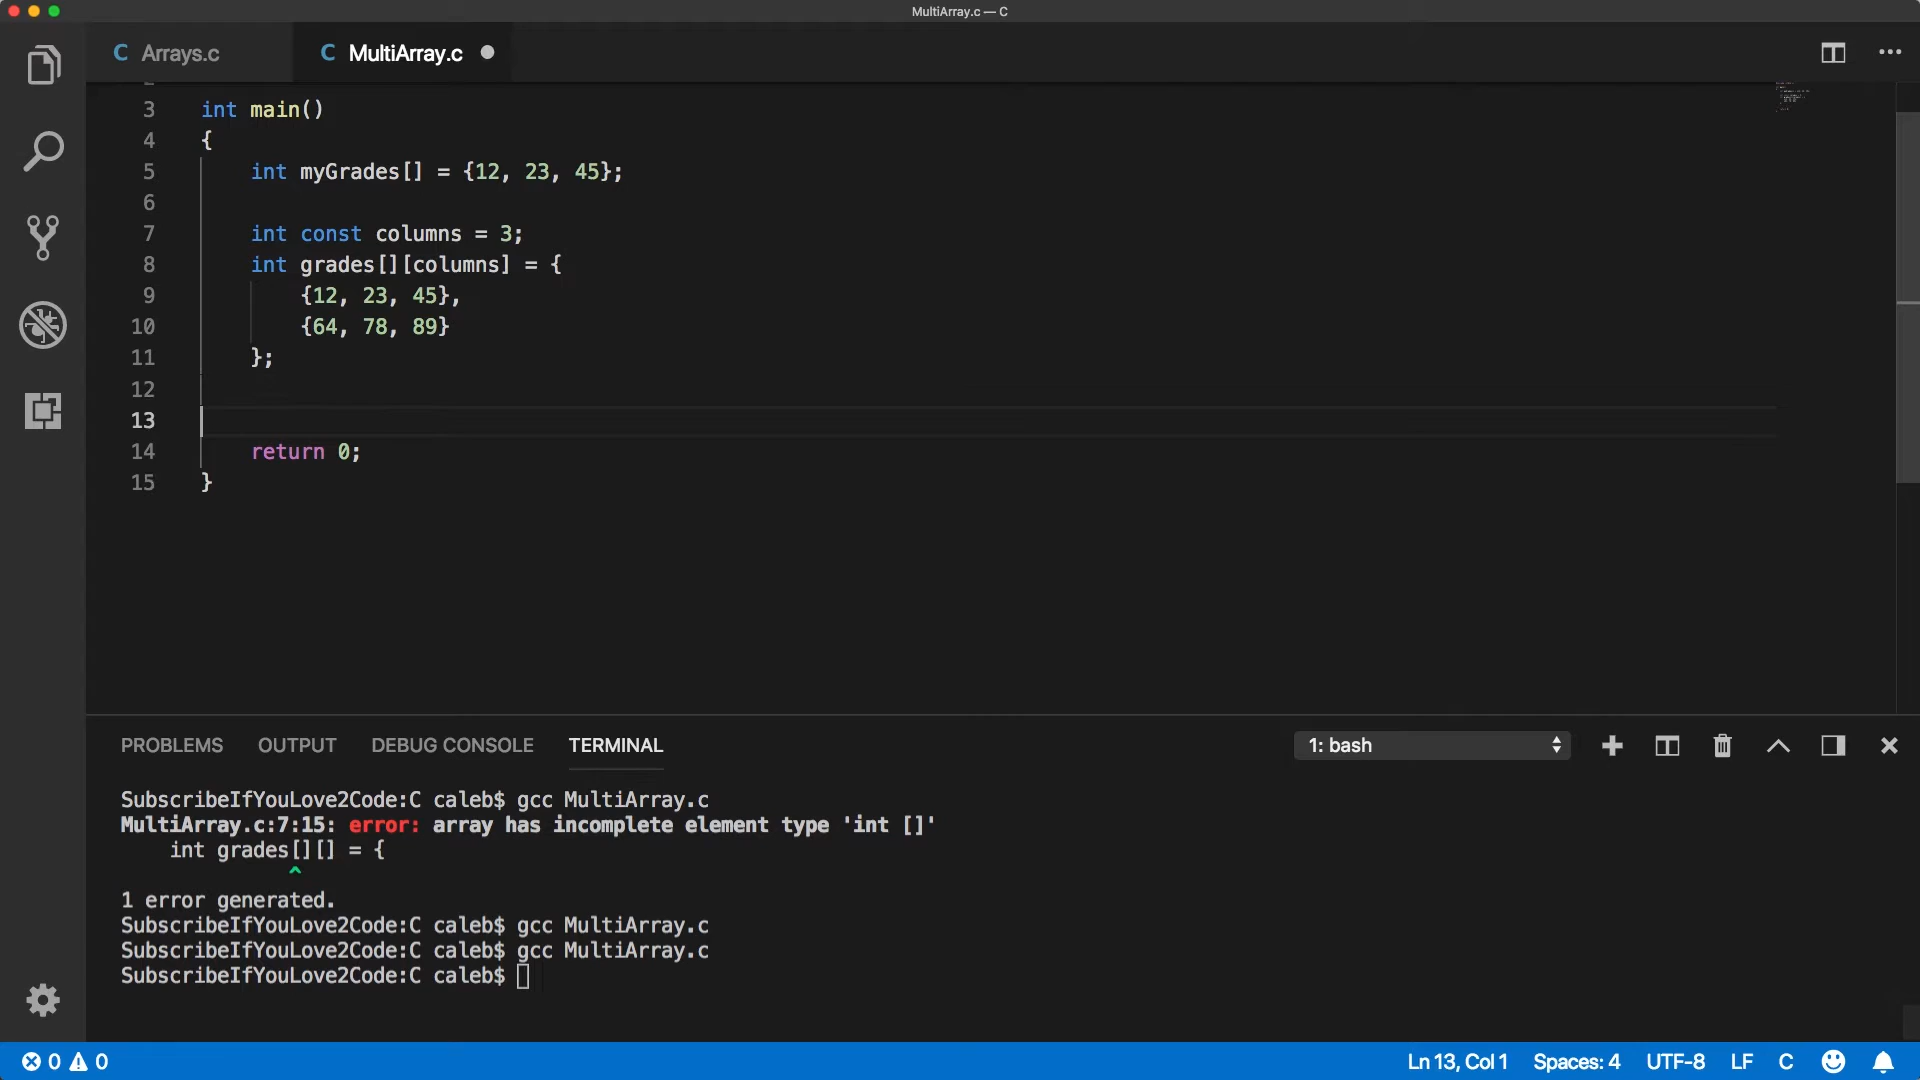 MultiArray.c — C
C Arrays.c
C MultiArray.c
3 int main()
4 {
5 int myGrades[] = {12, 23, 45};
6
7 int const columns = 3;
8 int grades[][columns] = {
9 {12, 23, 45},
10 {64, 78, 89}
11 };
12
13
14 return 0;
15 }
PROBLEMS OUTPUT DEBUG CONSOLE TERMINAL 1: bash
SubscribeIfYouLove2Code:C caleb$ gcc MultiArray.c
MultiArray.c:7:15: error: array has incomplete element type 'int []'
int grades[][] = {
^
1 error generated.
SubscribeIfYouLove2Code:C caleb$ gcc MultiArray.c
SubscribeIfYouLove2Code:C caleb$ gcc MultiArray.c
SubscribeIfYouLove2Code:C caleb$
0 0 Ln 13, Col 1 Spaces: 4 UTF-8 LF C